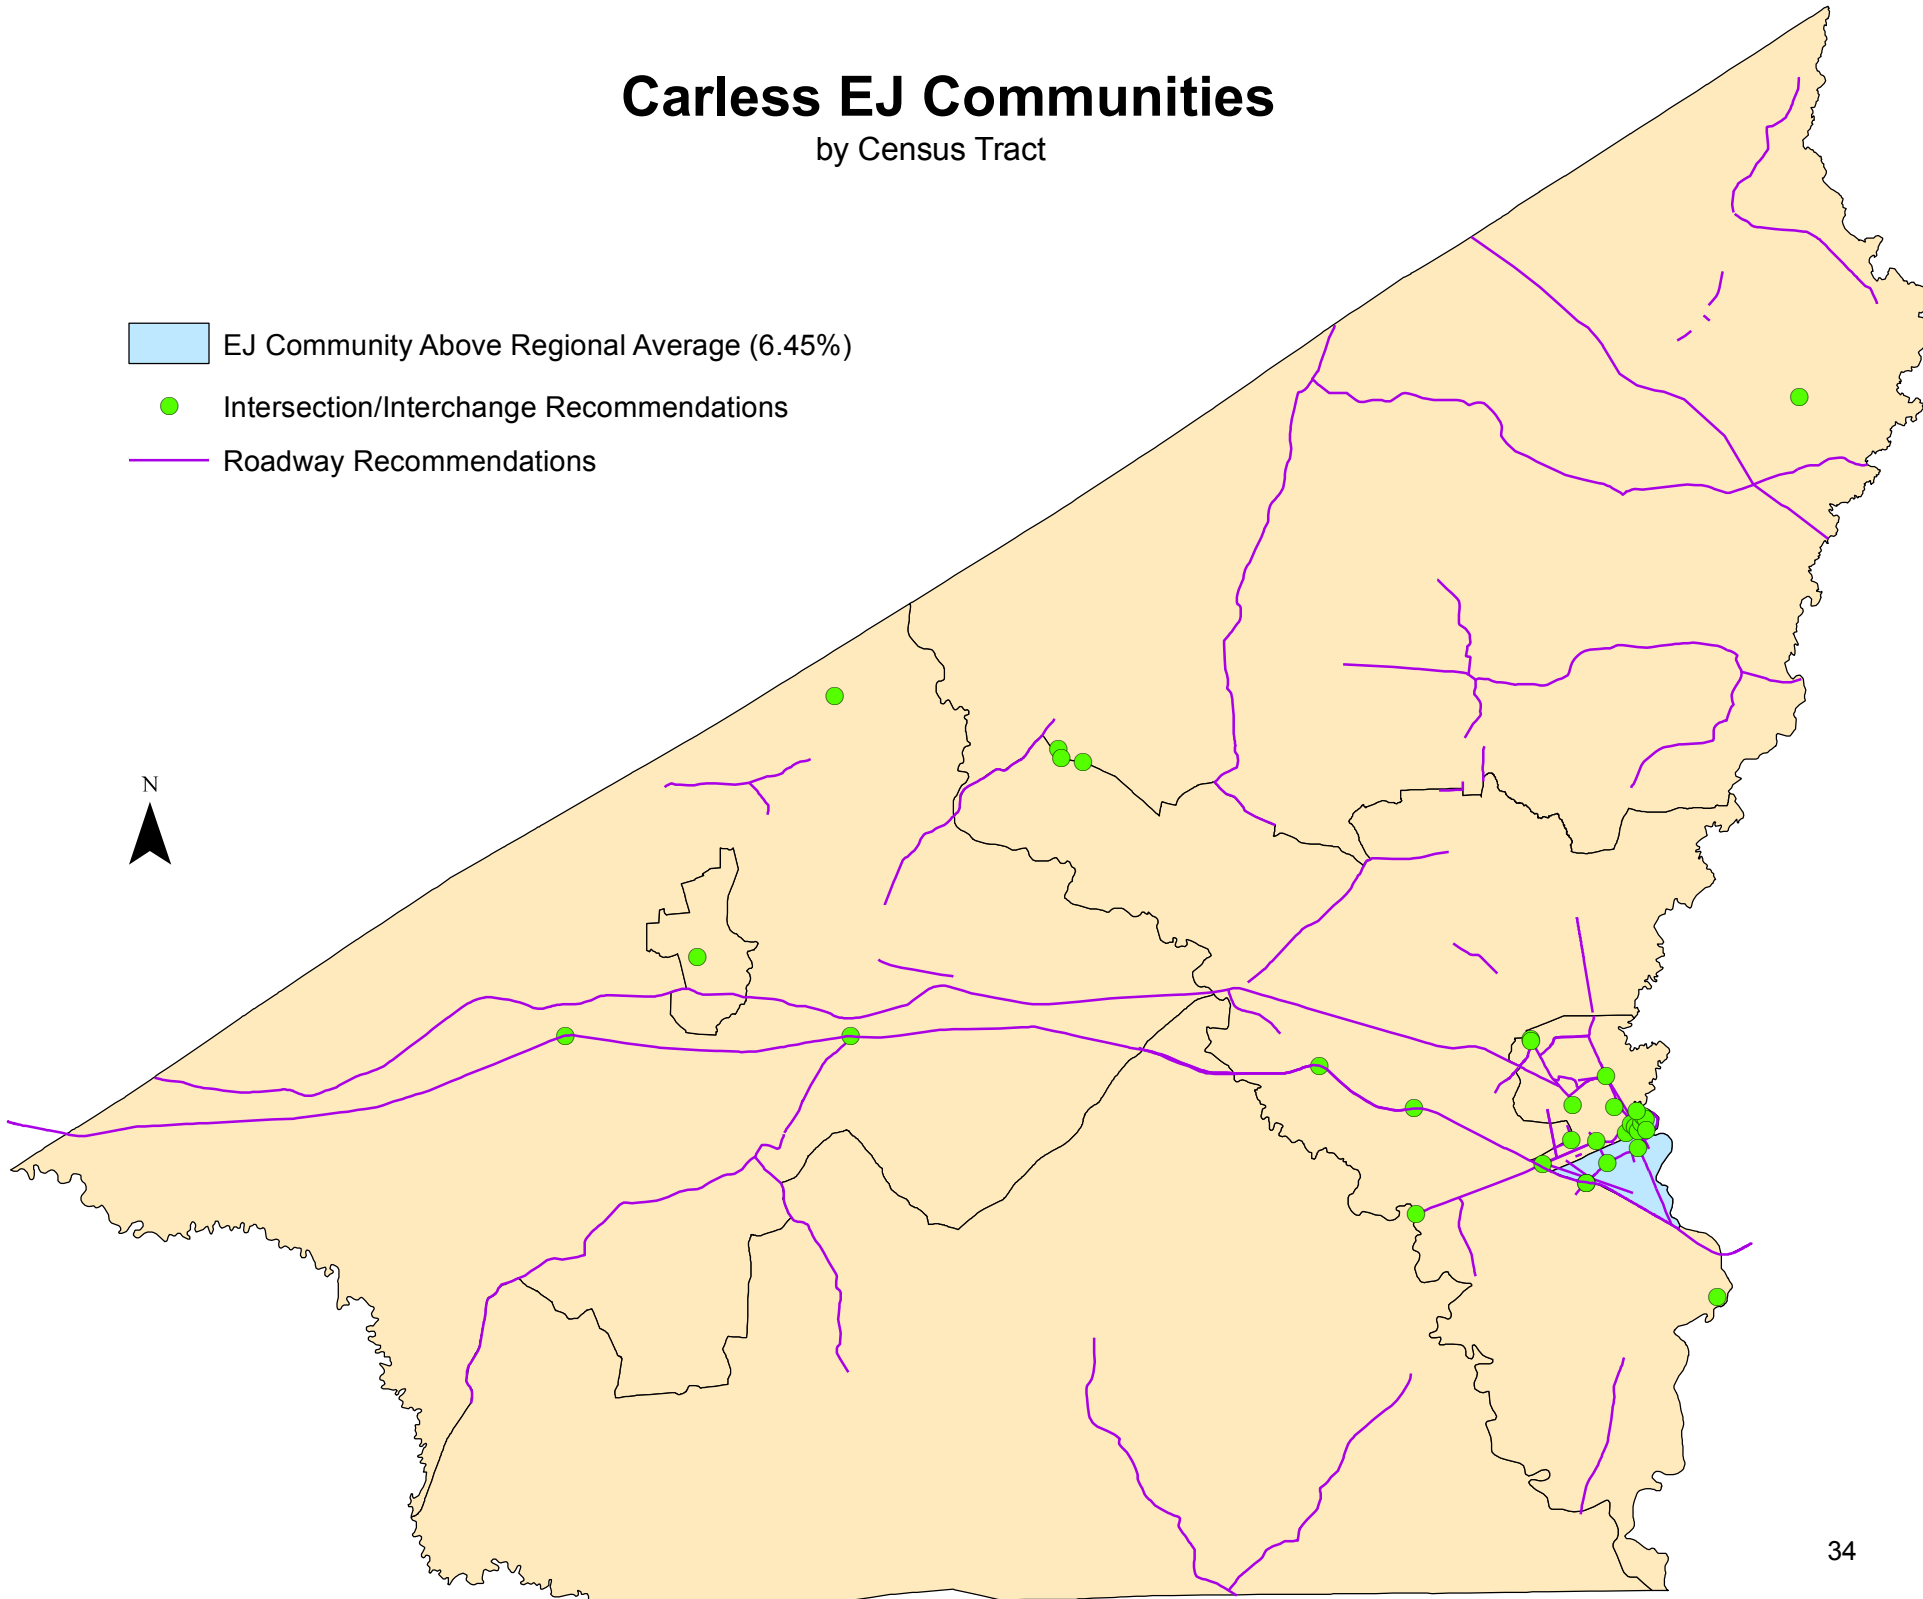 Carless EJ Communities
by Census Tract
EJ Community Above Regional Average (6.45%)
Intersection/Interchange Recommendations
Roadway Recommendations
N
34